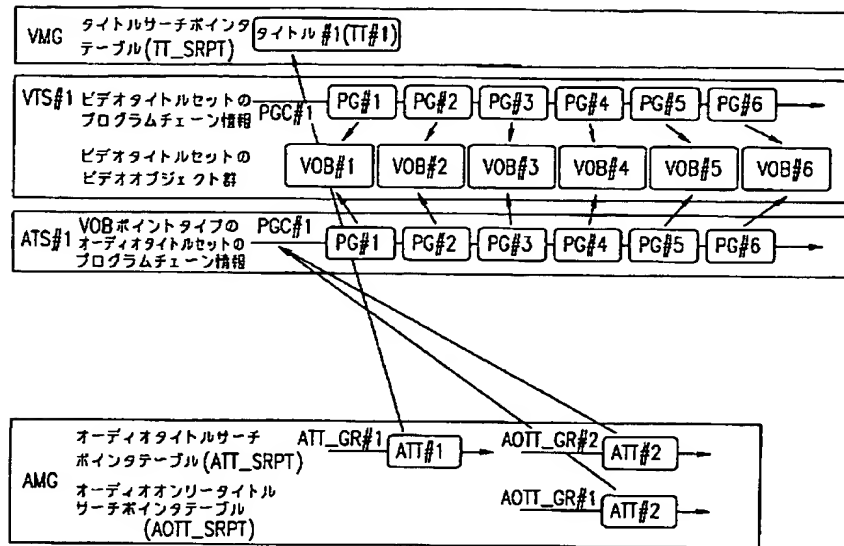 VMG
タイトルサーチポインタ
テーブル(TT_SRPT)
タイトル #1(TT#1)
VTS#1
ビデオタイトルセットの
プログラムチェーン情報
PGC#1
PG#1
PG#2
PG#3
PG#4
PG#5
PG#6
ビデオタイトルセットの
ビデオオブジェクト群
VOB#1
VOB#2
VOB#3
VOB#4
VOB#5
VOB#6
ATS#1
VOBポイントタイプの
オーディオタイトルセットの
プログラムチェーン情報
PGC#1
PG#1
PG#2
PG#3
PG#4
PG#5
PG#6
AMG
オーディオタイトルサーチ
ポインタテーブル(ATT_SRPT)
ATT_GR#1
ATT#1
AOTT_GR#2
ATT#2
オーディオオンリータイトル
サーチポインタテーブル
(AOTT_SRPT)
AOTT_GR#1
ATT#2